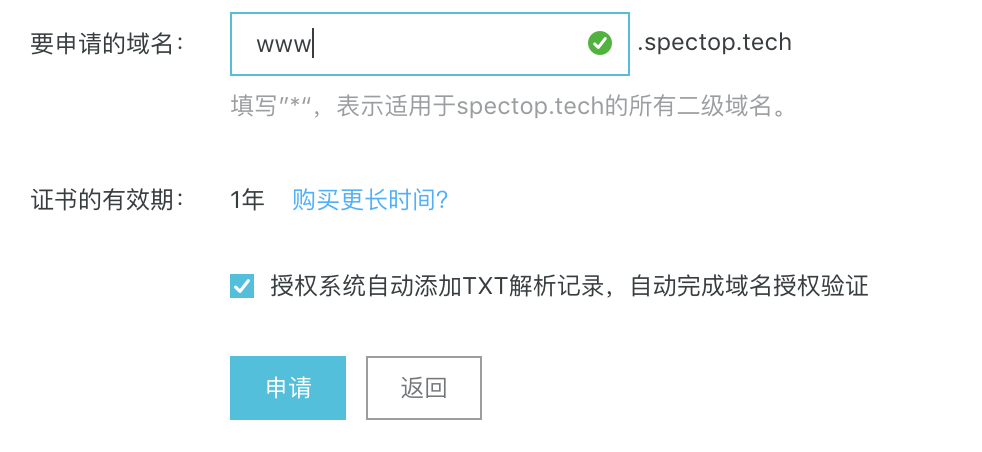 要申请的域名： www .spectop.tech
填写”*“，表示适用于spectop.tech的所有二级域名。
证书的有效期： 1年 购买更长时间?
授权系统自动添加TXT解析记录，自动完成域名授权验证
申请 返回